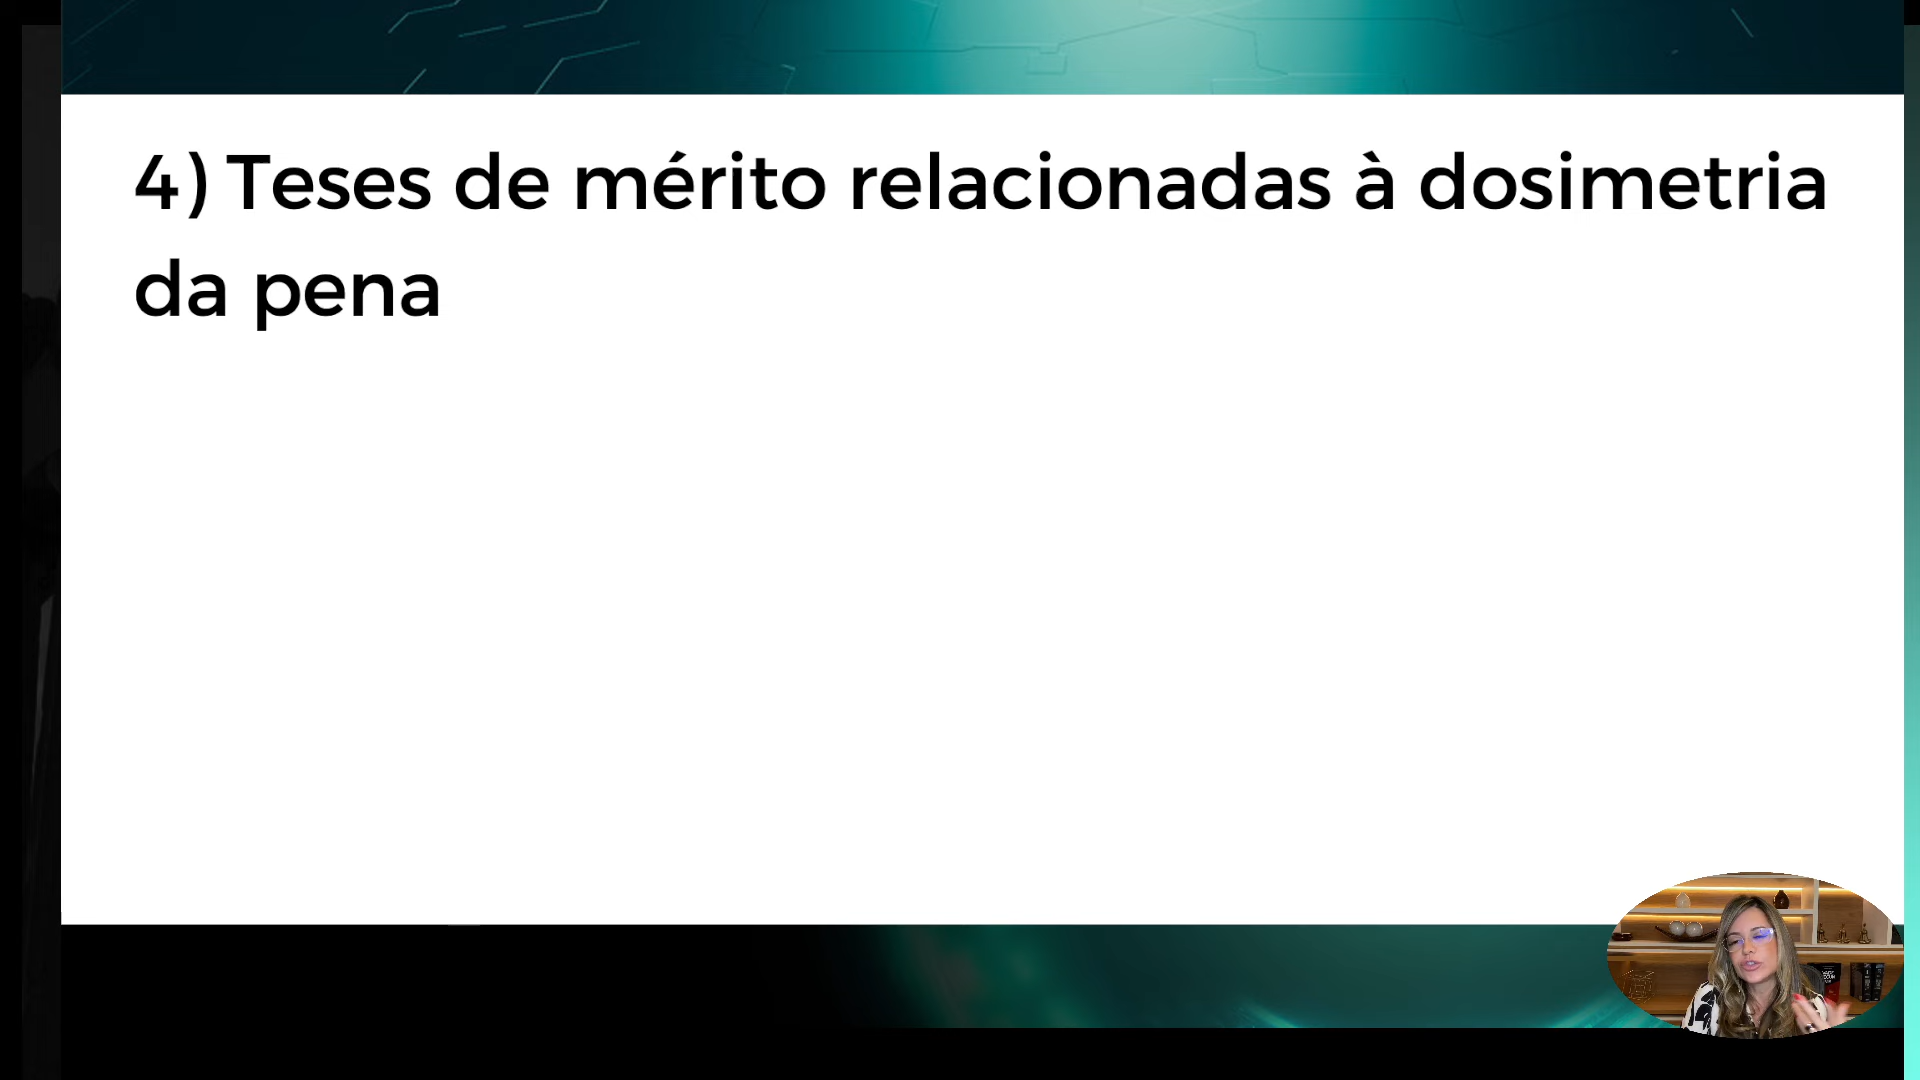 4) Teses de mérito relacionadas à dosimetria
da pena